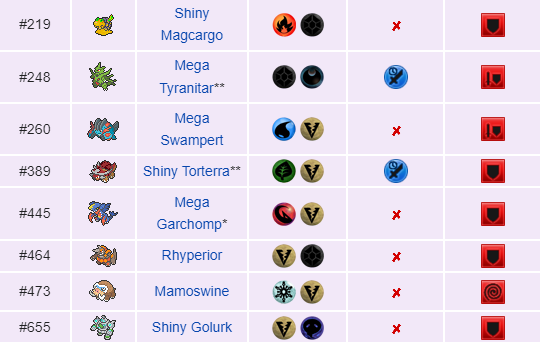 #219
Shiny
Magcargo
#248
Mega
Tyranitar**
#260
Mega
Swampert
#389
Shiny Torterra**
#445
Mega
Garchomp*
#464
Rhyperior
#473
Mamoswine
#655
Shiny Golurk